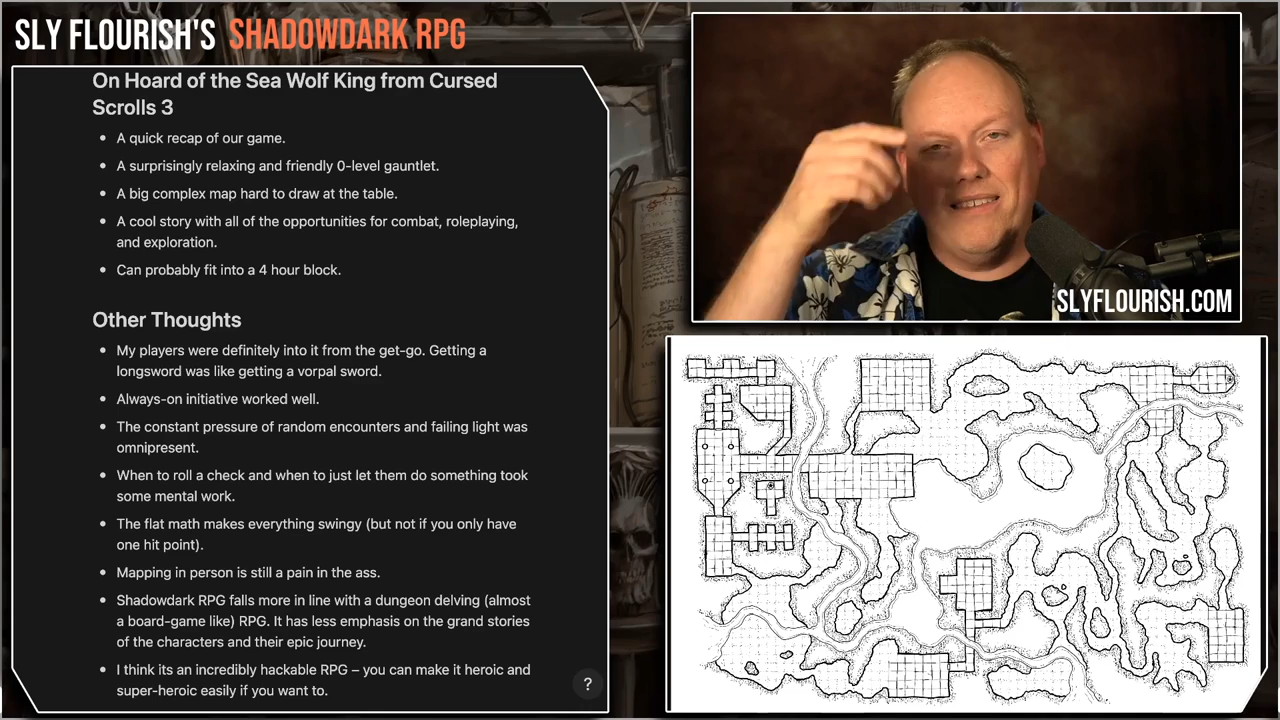 SLY FLOURISH'S SHADOWDARK RPG
On Hoard of the Sea Wolf King from Cursed
Scrolls 3
• A quick recap of our game.
• A surprisingly relaxing and friendly 0-level gauntlet.
• A big complex map hard to draw at the table.
• A cool story with all of the opportunities for combat, roleplaying,
and exploration.
• Can probably fit into a 4 hour block.
Other Thoughts
• My players were definitely into it from the get-go. Getting a
longsword was like getting a vorpal sword.
• Always-on initiative worked well.
• The constant pressure of random encounters and failing light was
omnipresent.
• When to roll a check and when to just let them do something took
some mental work.
• The flat math makes everything swingy (but not if you only have
one hit point).
• Mapping in person is still a pain in the ass.
• Shadowdark RPG falls more in line with a dungeon delving (almost
a board-game like) RPG. It has less emphasis on the grand stories
of the characters and their epic journey.
• I think its an incredibly hackable RPG – you can make it heroic and
super-heroic easily if you want to.
?
SLYFLOURISH.COM